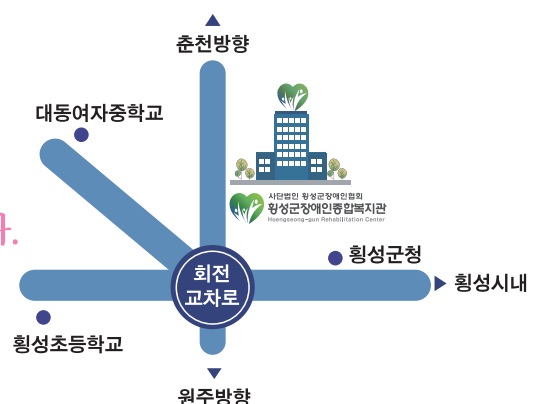 춘천방향
대동여자중학교
사단법인 횡성군장애인협회
횡성군장애인종합복지관
Hoengseong-gun Rehabilitation Center
다.
횡성군청
회전
교차로
횡성시내
횡성초등학교
원주방향